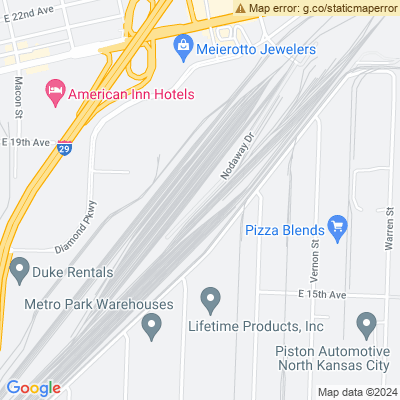 E 22nd Ave
Map error: g.co/staticmaperror
Meierotto Jewelers
Macon St
American Inn Hotels
E 19th Ave
29
Nodaway Dr
Diamond Pkwy
Warren St
Pizza Blends
Vernon St
Duke Rentals
Metro Park Warehouses
E 15th Ave
Lifetime Products, Inc
Piston Automotive
North Kansas City
Google
Map data ©2024